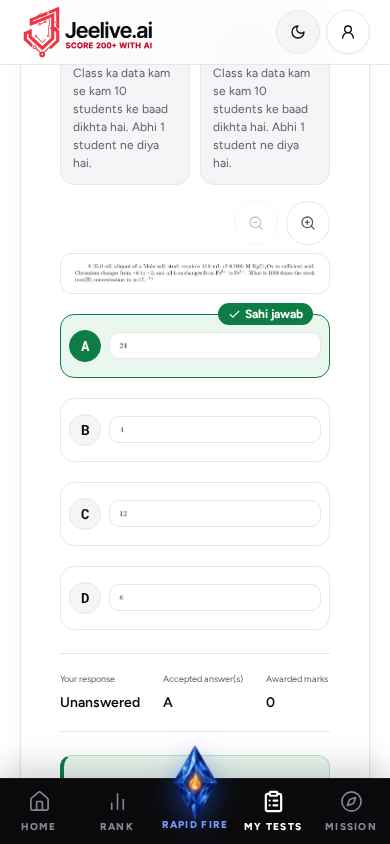 Jeelive.ai
SCORE 200+ WITH AI
Class ka data kam
se kam 10
students ke baad
dikhta hai. Abhi 1
student ne diya
hai.
Class ka data kam
se kam 10
students ke baad
dikhta hai. Abhi 1
student ne diya
hai.
Sahi jawab
A
24
B
C
12
D
6
Your response
Accepted answer(s)
Awarded marks
Unanswered
A
0
HOME
RANK
RAPID FIRE
MY TESTS
MISSION